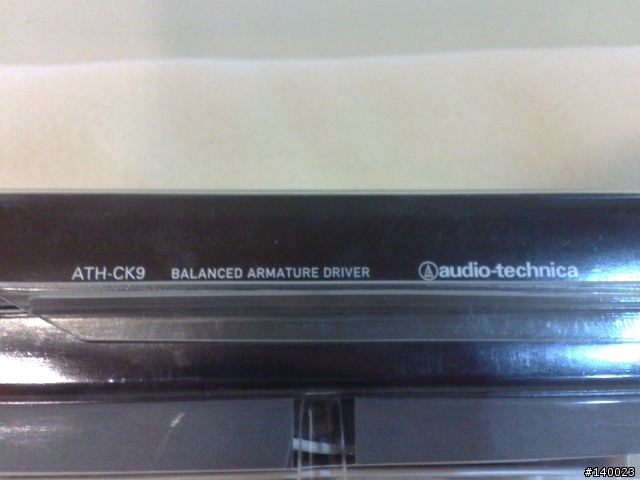 ATH-CK9 BALANCED ARMATURE DRIVER audio-technica
#140023